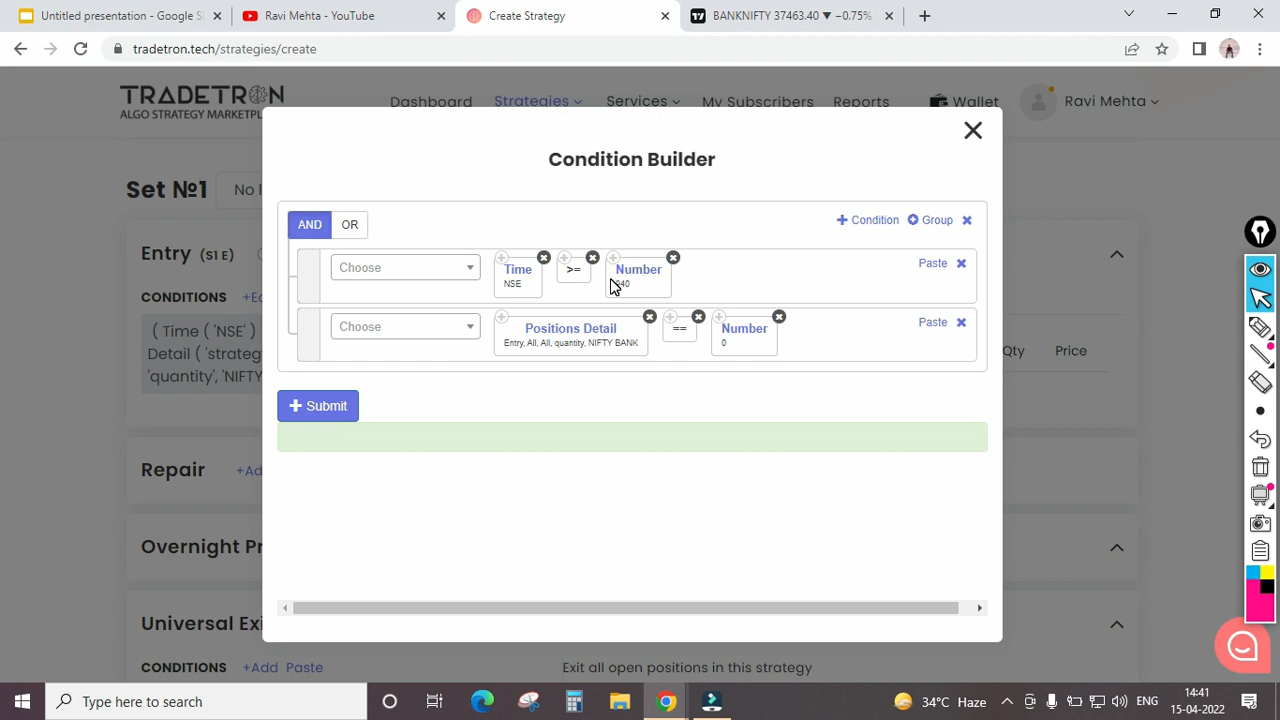 Untitled presentation - Google S
Ravi Mehta - YouTube
Create Strategy
BANKNIFTY 37463.40 ▼ −0.75%
tradetron.tech/strategies/create
TRADETRON
ALGO STRATEGY MARKETPL
Dashboard
Strategies
Services
My Subscribers
Reports
Wallet
Ravi Mehta
Condition Builder
Set №1
No l
AND
OR
+ Condition
Group
Entry (S1 E)
Choose
Time
NSE
>=
Number
Paste
CONDITIONS
+Ed
( Time ( 'NSE' )
Detail ( 'strateg
'quantity', 'NIFTY
Choose
Positions Detail
Entry, All, All, quantity, NIFTY BANK
==
Number
0
Paste
Qty
Price
+ Submit
Repair
+Ad
Overnight Pr
Universal Exi
CONDITIONS
+Add
Paste
Exit all open positions in this strategy
Type here to search
34°C Haze
ENG
14:41
15-04-2022